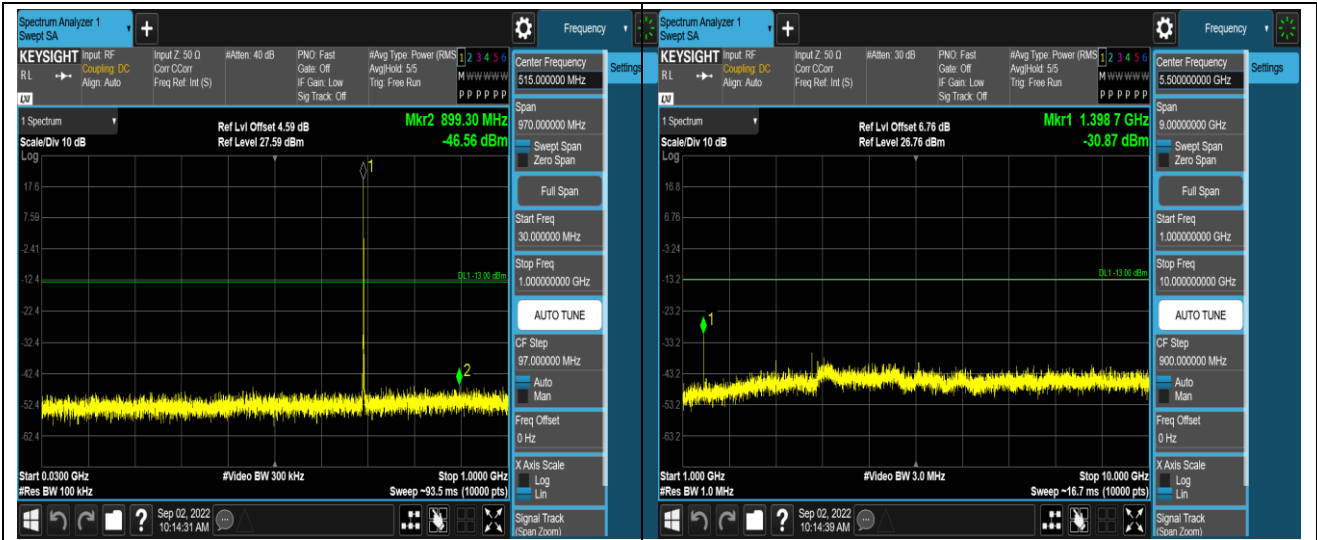 Spectrum Analyzer 1
Swept SA
+
Frequency
KEYSIGHT
RL
LXI
Input: RF
Coupling: DC
Align: Auto
Input Z: 50 Ω
Corr CCorr
Freq Ref: Int (S)
#Atten: 40 dB
PNO: Fast
Gate: Off
IF Gain: Low
Sig Track: Off
#Avg Type: Power (RMS
Avg|Hold: 5/5
Trig: Free Run
1 2 3 4 5 6
M W W W W W
P P P P P P
Center Frequency
515.000000 MHz
Settings
Span
970.000000 MHz
Swept Span
Zero Span
Full Span
Start Freq
30.000000 MHz
Stop Freq
1.000000000 GHz
AUTO TUNE
CF Step
97.000000 MHz
Auto
Man
Freq Offset
0 Hz
X Axis Scale
Log
Lin
Signal Track
(Span Zoom)
1 Spectrum
Scale/Div 10 dB
Log
Ref Lvl Offset 4.59 dB
Ref Level 27.59 dBm
Mkr2 899.30 MHz
-46.56 dBm
1
17.6
7.59
-2.41
DL1 -13.00 dBm
-12.4
-22.4
-32.4
-42.4
2
-52.4
-62.4
Start 0.0300 GHz
#Video BW 300 kHz
Stop 1.0000 GHz
#Res BW 100 kHz
Sweep ~93.5 ms (10000 pts)
?
Sep 02, 2022
10:14:31 AM
Spectrum Analyzer 1
Swept SA
+
Frequency
KEYSIGHT
RL
LXI
Input: RF
Coupling: DC
Align: Auto
Input Z: 50 Ω
Corr CCorr
Freq Ref: Int (S)
#Atten: 30 dB
PNO: Fast
Gate: Off
IF Gain: Low
Sig Track: Off
#Avg Type: Power (RMS
Avg|Hold: 5/5
Trig: Free Run
1 2 3 4 5 6
M W W W W W
P P P P P P
Center Frequency
5.500000000 GHz
Settings
Span
9.00000000 GHz
Swept Span
Zero Span
Full Span
Start Freq
1.000000000 GHz
Stop Freq
10.000000000 GHz
AUTO TUNE
CF Step
900.000000 MHz
Auto
Man
Freq Offset
0 Hz
X Axis Scale
Log
Lin
Signal Track
(Span Zoom)
1 Spectrum
Scale/Div 10 dB
Log
Ref Lvl Offset 6.76 dB
Ref Level 26.76 dBm
Mkr1 1.398 7 GHz
-30.87 dBm
16.8
6.76
-3.24
DL1 -13.00 dBm
-13.2
-23.2
1
-33.2
-43.2
-53.2
-63.2
Start 1.000 GHz
#Video BW 3.0 MHz
Stop 10.000 GHz
#Res BW 1.0 MHz
Sweep ~16.7 ms (10000 pts)
?
Sep 02, 2022
10:14:39 AM